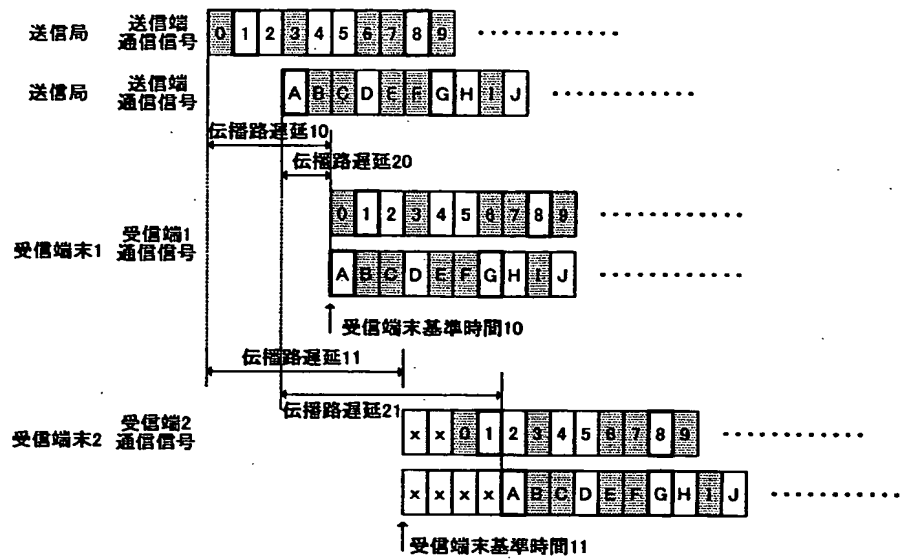 送信局 送信端 通信信号 0 1 2 3 4 5 6 7 8 9 ・・・・・・・・・・・・
送信局 送信端 通信信号 A B C D E F G H I J ・・・・・・・・・・・・
伝播路遅延10
伝播路遅延20
受信端末1 受信端1 通信信号 0 1 2 3 4 5 6 7 8 9 ・・・・・・・・・・・・
A B C D E F G H I J ・・・・・・・・・・・・
↑ 受信端末基準時間10
伝播路遅延11
伝播路遅延21
受信端末2 受信端2 通信信号 x x 0 1 2 3 4 5 6 7 8 9 ・・・・・・・・・・・・
x x x x A B C D E F G H I J ・・・・・・・・・・・・
↑ 受信端末基準時間11